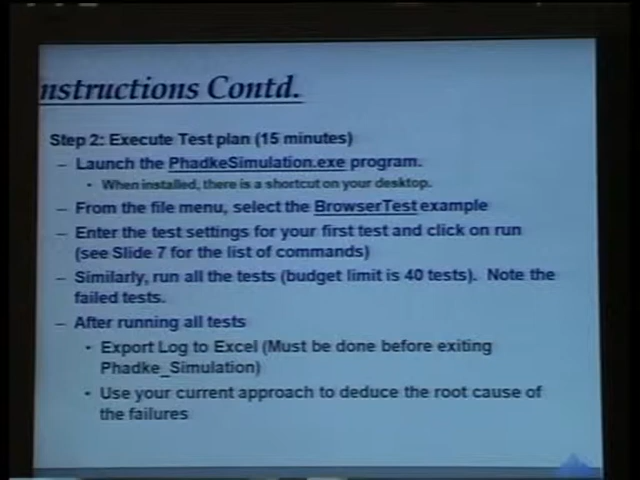 nstructions Contd.
Step 2: Execute Test plan (15 minutes)
– Launch the PhadkeSimulation.exe program.
• When installed, there is a shortcut on your desktop.
– From the file menu, select the BrowserTest example
– Enter the test settings for your first test and click on run
(see Slide 7 for the list of commands)
– Similarly, run all the tests (budget limit is 40 tests). Note the
failed tests.
– After running all tests
• Export Log to Excel (Must be done before exiting
Phadke_Simulation)
• Use your current approach to deduce the root cause of
the failures